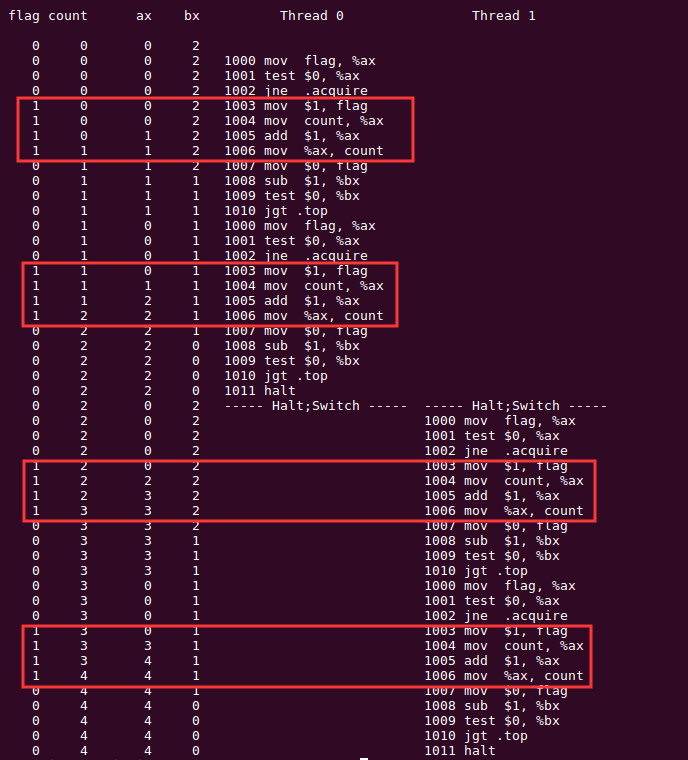 flag count      ax    bx          Thread 0                Thread 1
   0     0       0     2
   0     0       0     2   1000 mov  flag, %ax
   0     0       0     2   1001 test $0, %ax
   0     0       0     2   1002 jne  .acquire
   1     0       0     2   1003 mov  $1, flag
   1     0       0     2   1004 mov  count, %ax
   1     0       1     2   1005 add  $1, %ax
   1     1       1     2   1006 mov  %ax, count
   0     1       1     2   1007 mov  $0, flag
   0     1       1     1   1008 sub  $1, %bx
   0     1       1     1   1009 test $0, %bx
   0     1       1     1   1010 jgt .top
   0     1       0     1   1000 mov  flag, %ax
   0     1       0     1   1001 test $0, %ax
   0     1       0     1   1002 jne  .acquire
   1     1       0     1   1003 mov  $1, flag
   1     1       1     1   1004 mov  count, %ax
   1     1       2     1   1005 add  $1, %ax
   1     2       2     1   1006 mov  %ax, count
   0     2       2     1   1007 mov  $0, flag
   0     2       2     0   1008 sub  $1, %bx
   0     2       2     0   1009 test $0, %bx
   0     2       2     0   1010 jgt .top
   0     2       2     0   1011 halt
   0     2       0     2   ----- Halt;Switch -----  ----- Halt;Switch -----
   0     2       0     2                            1000 mov  flag, %ax
   0     2       0     2                            1001 test $0, %ax
   0     2       0     2                            1002 jne  .acquire
   1     2       0     2                            1003 mov  $1, flag
   1     2       2     2                            1004 mov  count, %ax
   1     2       3     2                            1005 add  $1, %ax
   1     3       3     2                            1006 mov  %ax, count
   0     3       3     2                            1007 mov  $0, flag
   0     3       3     1                            1008 sub  $1, %bx
   0     3       3     1                            1009 test $0, %bx
   0     3       3     1                            1010 jgt .top
   0     3       0     1                            1000 mov  flag, %ax
   0     3       0     1                            1001 test $0, %ax
   0     3       0     1                            1002 jne  .acquire
   1     3       0     1                            1003 mov  $1, flag
   1     3       3     1                            1004 mov  count, %ax
   1     3       4     1                            1005 add  $1, %ax
   1     4       4     1                            1006 mov  %ax, count
   0     4       4     1                            1007 mov  $0, flag
   0     4       4     0                            1008 sub  $1, %bx
   0     4       4     0                            1009 test $0, %bx
   0     4       4     0                            1010 jgt .top
   0     4       4     0                            1011 halt